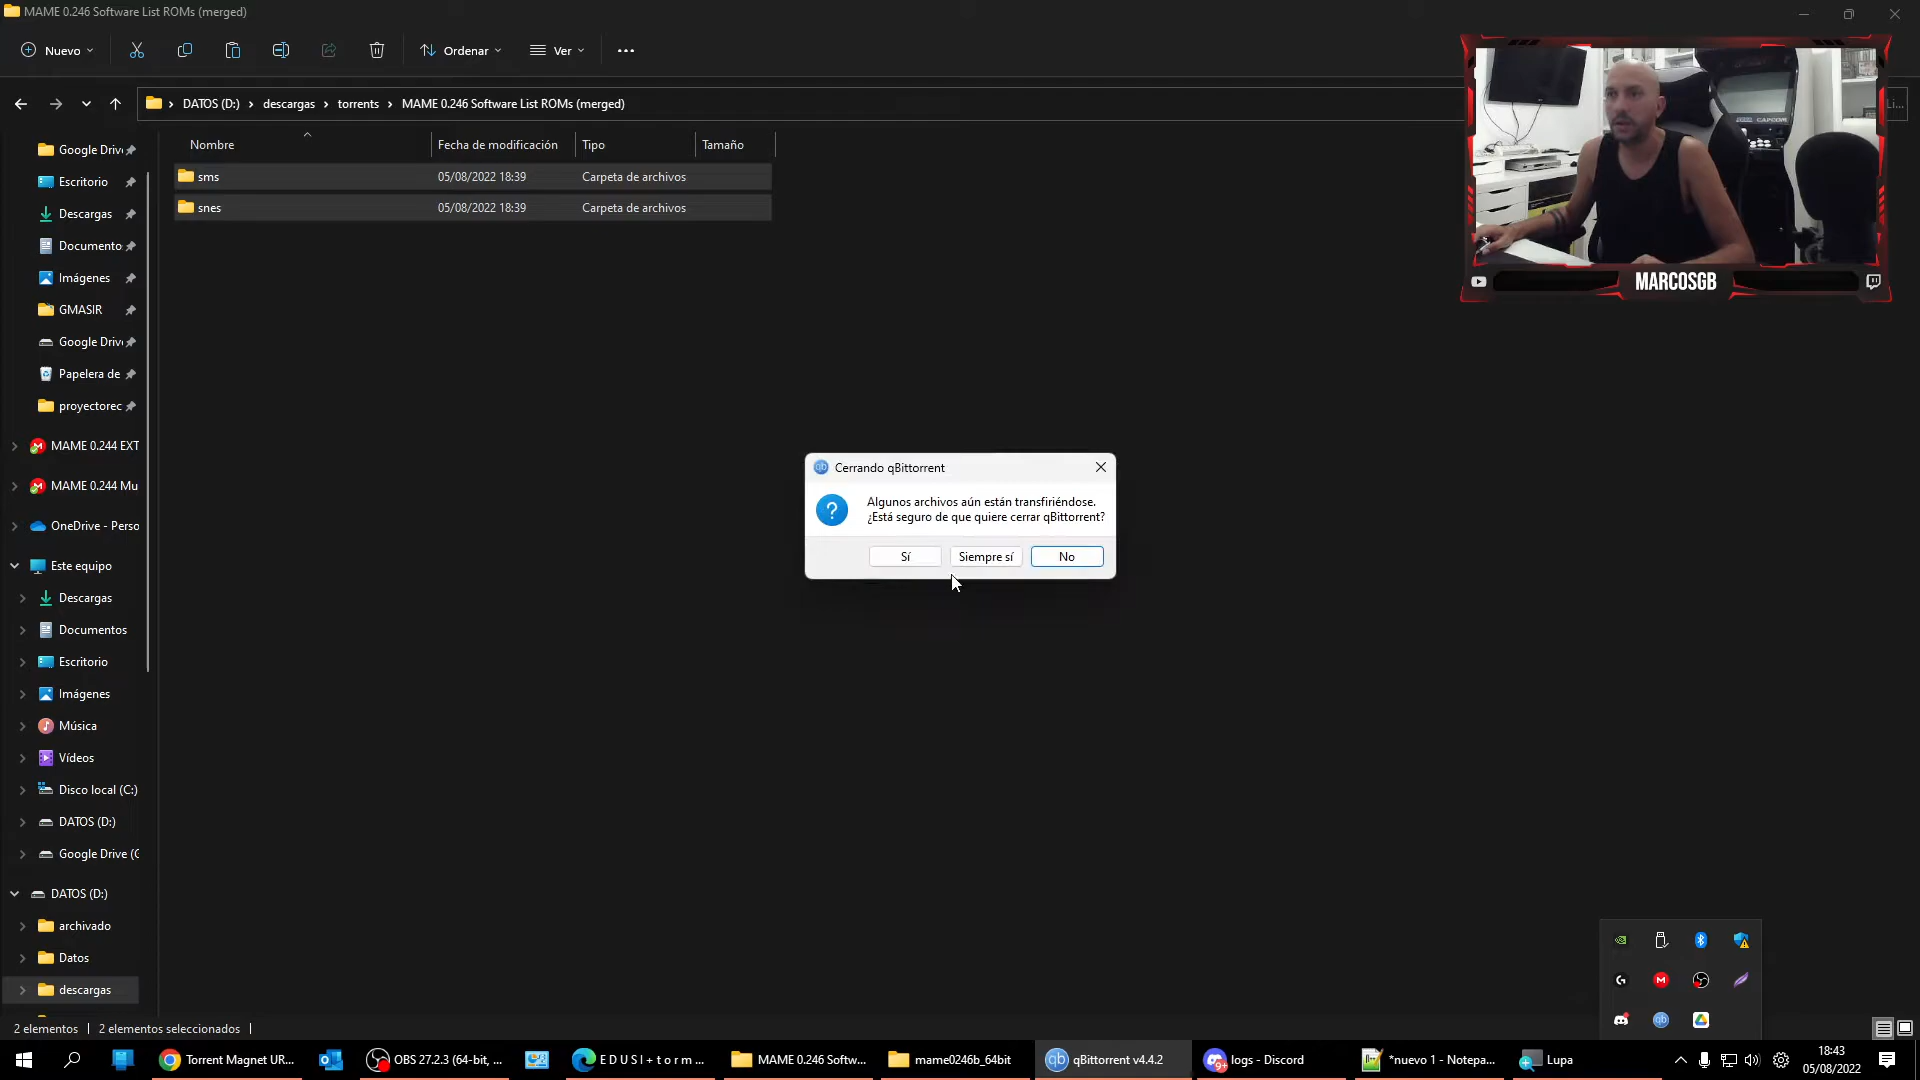 MAME 0.246 Software List ROMs (merged)
Nuevo
Ordenar
Ver
DATOS (D:) › descargas › torrents › MAME 0.246 Software List ROMs (merged)
Li...
Nombre
Fecha de modificación
Tipo
Tamaño
sms
05/08/2022 18:39
Carpeta de archivos
snes
05/08/2022 18:39
Carpeta de archivos
Google Driv
Escritorio
Descargas
Documento
Imágenes
GMASIR
Google Driv
Papelera de
proyectorec
MAME 0.244 EXT
MAME 0.244 Mu
OneDrive - Perso
Este equipo
Descargas
Documentos
Escritorio
Imágenes
Música
Vídeos
Disco local (C:)
DATOS (D:)
Google Drive (G
DATOS (D:)
archivado
Datos
descargas
CAPCOM
MARCOSGB
Cerrando qBittorrent
Algunos archivos aún están transfiriéndose.
¿Está seguro de que quiere cerrar qBittorrent?
Sí
Siempre sí
No
2 elementos
2 elementos seleccionados
Torrent Magnet UR...
OBS 27.2.3 (64-bit, ...
E D U S I + t o r m ...
MAME 0.246 Softw...
mame0246b_64bit
qBittorrent v4.4.2
logs - Discord
*nuevo 1 - Notepa...
Lupa
18:43
05/08/2022